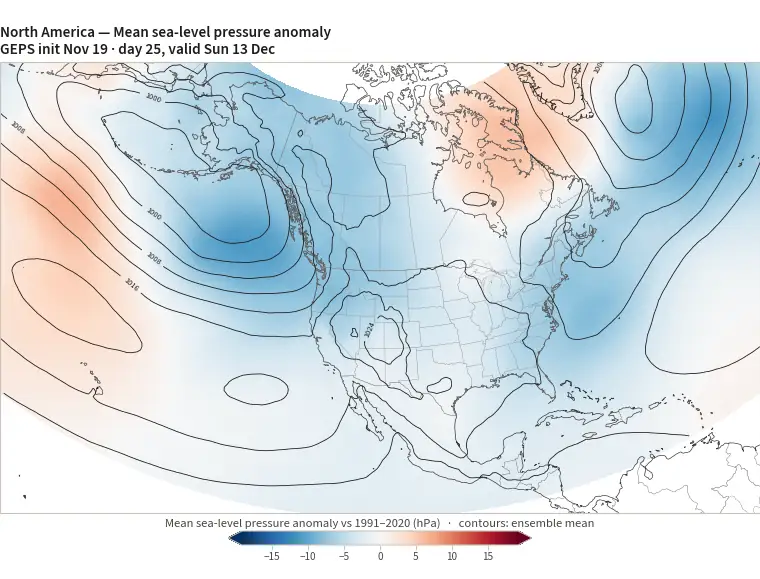 North America — Mean sea-level pressure anomaly
GEPS init Nov 19 · day 25, valid Sun 13 Dec
1000
1008
1000
1008
1016
1024
Mean sea-level pressure anomaly vs 1991–2020 (hPa) · contours: ensemble mean
−15 −10 −5 0 5 10 15